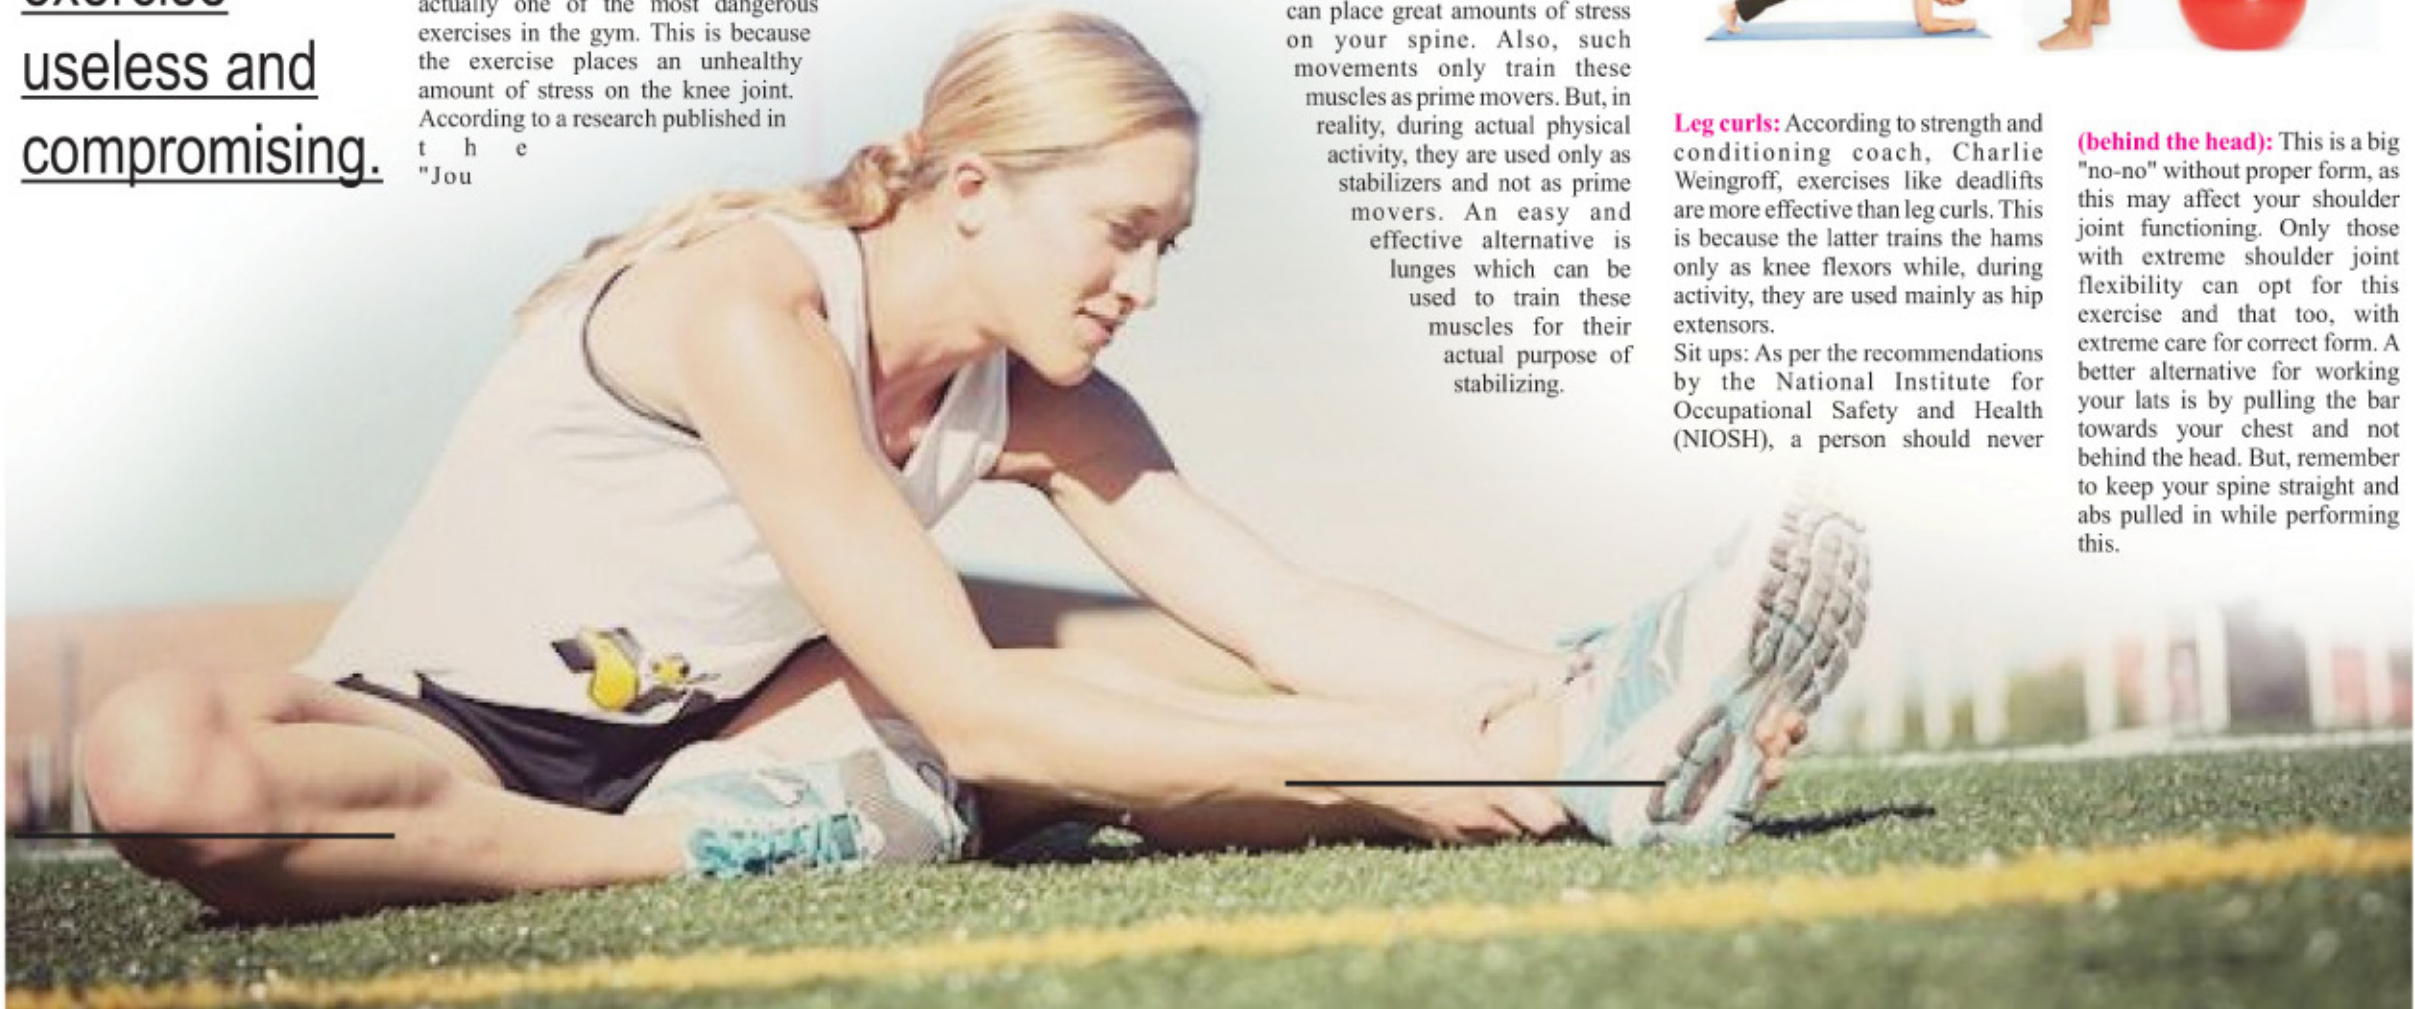 exercise
useless and
compromising.
actually one of the most dangerous
exercises in the gym. This is because
the exercise places an unhealthy
amount of stress on the knee joint.
According to a research published in
t h e
"Jou
can place great amounts of stress
on your spine. Also, such
movements only train these
muscles as prime movers. But, in
reality, during actual physical
activity, they are used only as
stabilizers and not as prime
movers. An easy and
effective alternative is
lunges which can be
used to train these
muscles for their
actual purpose of
stabilizing.
Leg curls: According to strength and
conditioning coach, Charlie
Weingroff, exercises like deadlifts
are more effective than leg curls. This
is because the latter trains the hams
only as knee flexors while, during
activity, they are used mainly as hip
extensors.
Sit ups: As per the recommendations
by the National Institute for
Occupational Safety and Health
(NIOSH), a person should never
(behind the head): This is a big
"no-no" without proper form, as
this may affect your shoulder
joint functioning. Only those
with extreme shoulder joint
flexibility can opt for this
exercise and that too, with
extreme care for correct form. A
better alternative for working
your lats is by pulling the bar
towards your chest and not
behind the head. But, remember
to keep your spine straight and
abs pulled in while performing
this.